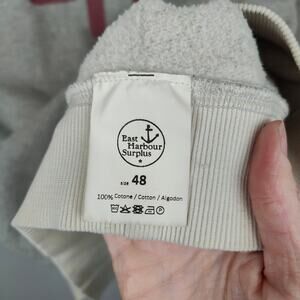 East
Harbour
Surplus
SIZE 48
100% Cotone / Cotton / Algodon